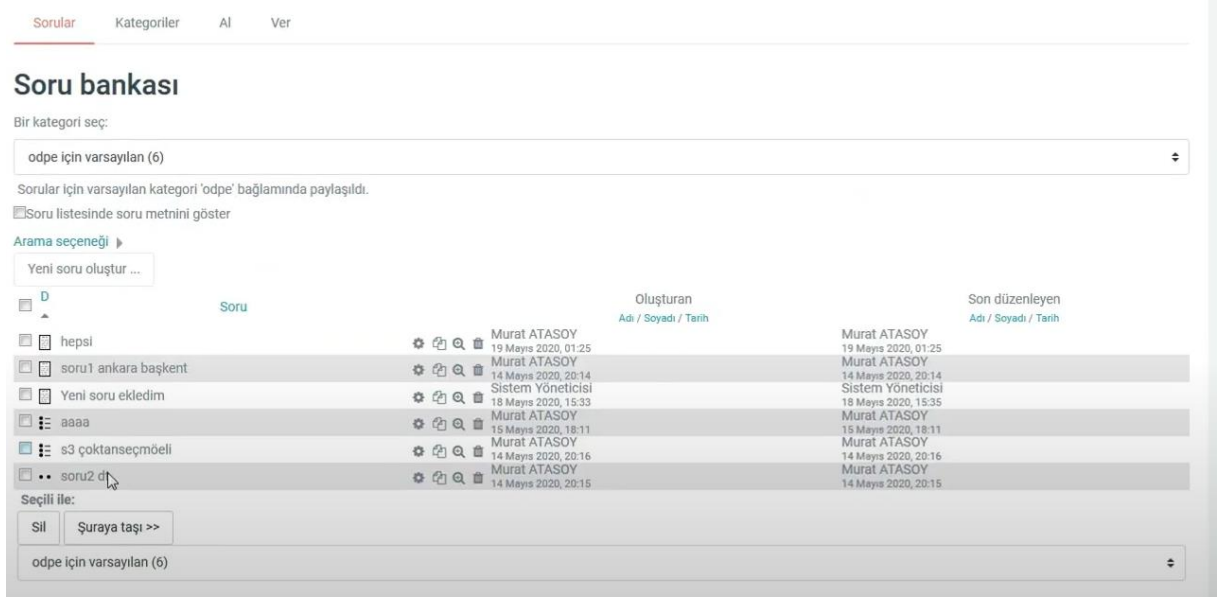 Sorular Kategoriler Al Ver
Soru bankası
Bir kategori seç:
odpe için varsayılan (6)
Sorular için varsayılan kategori 'odpe' bağlamında paylaşıldı.
Soru listesinde soru metnini göster
Arama seçeneği
Yeni soru oluştur ...
D Soru Oluşturan Son düzenleyen
Adı / Soyadı / Tarih Adı / Soyadı / Tarih
hepsi Murat ATASOY Murat ATASOY
19 Mayıs 2020, 01:25 19 Mayıs 2020, 01:25
soru1 ankara başkent Murat ATASOY Murat ATASOY
14 Mayıs 2020, 20:14 14 Mayıs 2020, 20:14
Yeni soru ekledim Sistem Yöneticisi Sistem Yöneticisi
18 Mayıs 2020, 15:33 18 Mayıs 2020, 15:35
aaaa Murat ATASOY Murat ATASOY
15 Mayıs 2020, 18:11 15 Mayıs 2020, 18:11
s3 çoktanseçmöeli Murat ATASOY Murat ATASOY
14 Mayıs 2020, 20:16 14 Mayıs 2020, 20:16
soru2 Murat ATASOY Murat ATASOY
14 Mayıs 2020, 20:15 14 Mayıs 2020, 20:15
Seçili ile:
Sil Şuraya taşı >>
odpe için varsayılan (6)